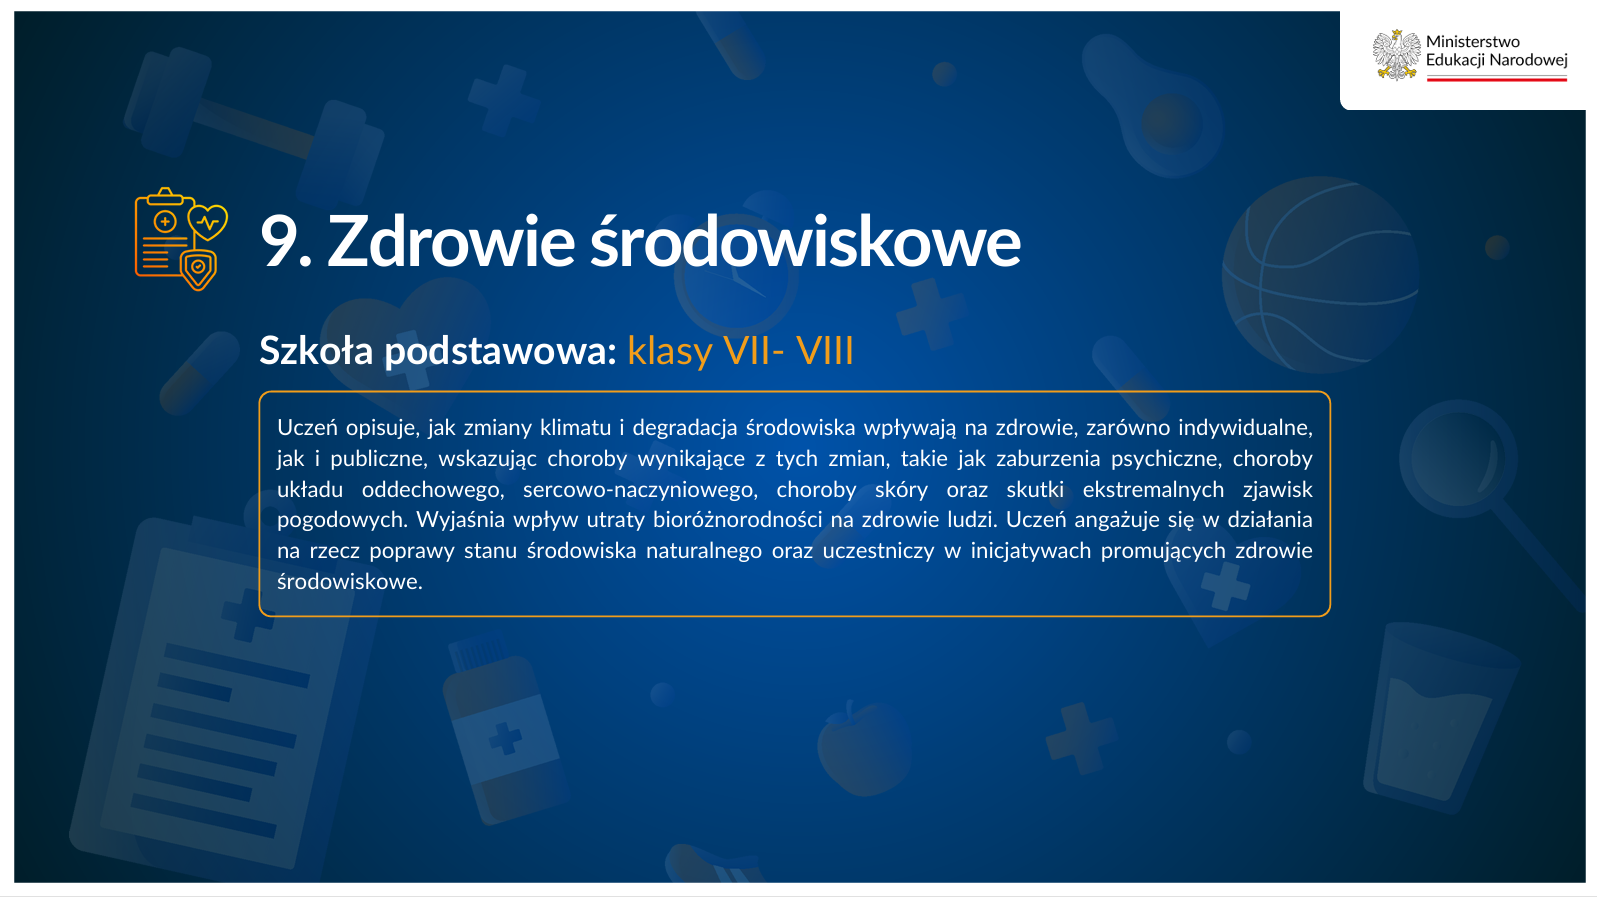 Ministerstwo
Edukacji Narodowej
9. Zdrowie środowiskowe
Szkoła podstawowa: klasy VII- VIII
Uczeń opisuje, jak zmiany klimatu i degradacja środowiska wpływają na zdrowie, zarówno indywidualne,
jak i publiczne, wskazując choroby wynikające z tych zmian, takie jak zaburzenia psychiczne, choroby
układu oddechowego, sercowo-naczyniowego, choroby skóry oraz skutki ekstremalnych zjawisk
pogodowych. Wyjaśnia wpływ utraty bioróżnorodności na zdrowie ludzi. Uczeń angażuje się w działania
na rzecz poprawy stanu środowiska naturalnego oraz uczestniczy w inicjatywach promujących zdrowie
środowiskowe.